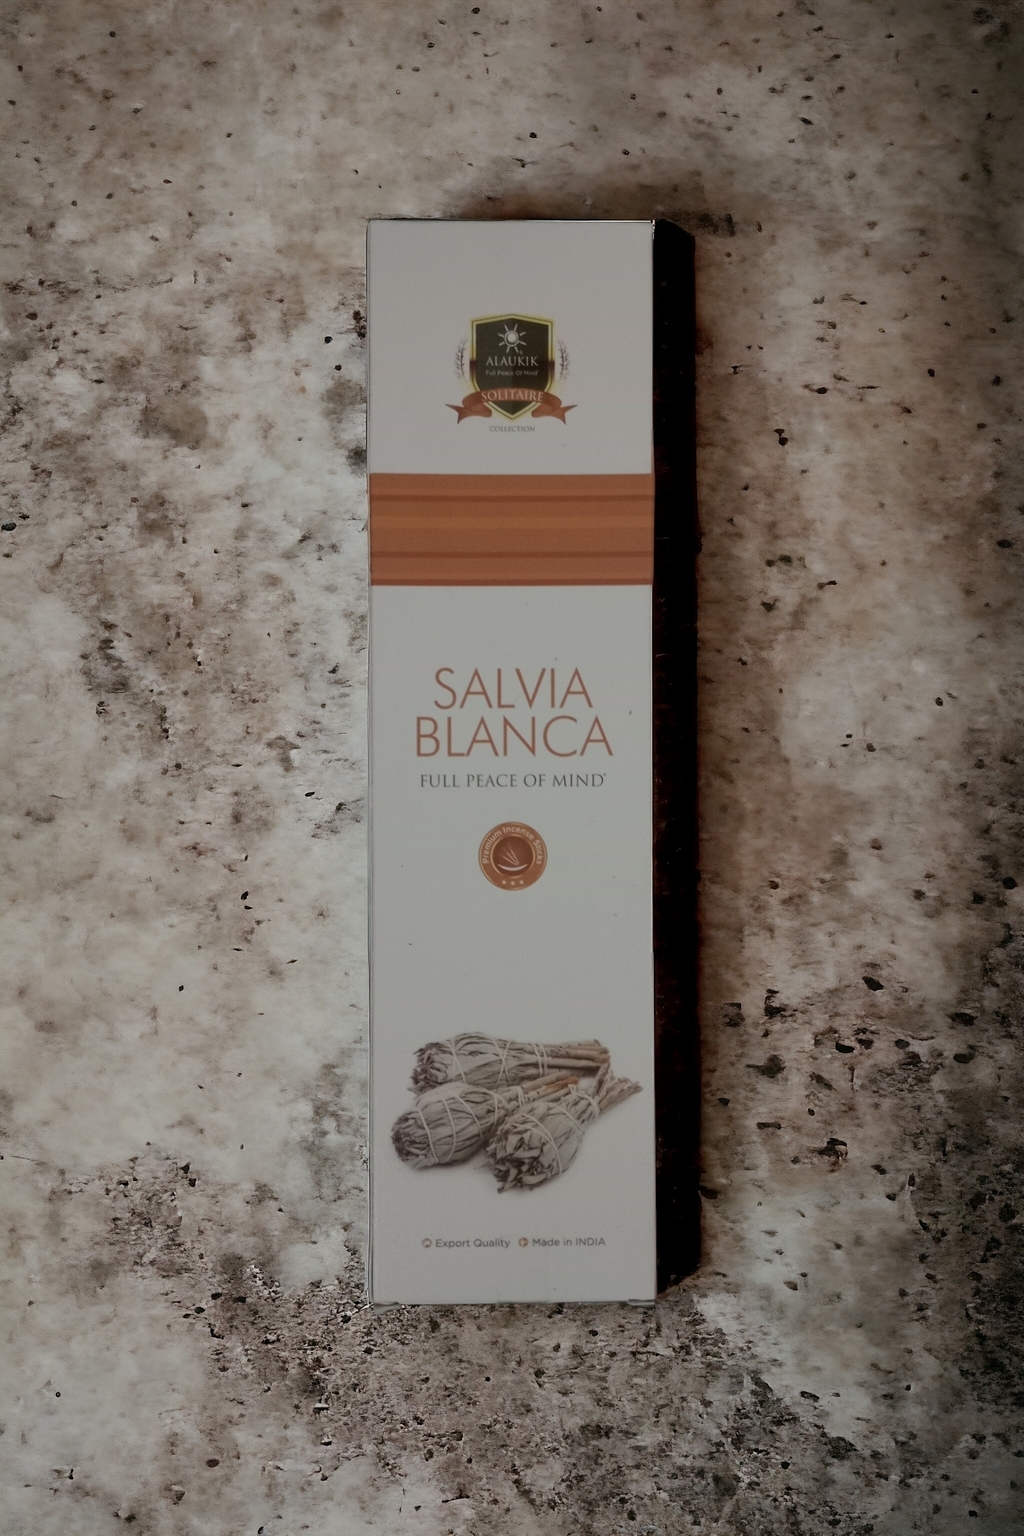 ALAUKIK
Full Peace Of Mind®
SOLITAIRE
COLLECTION
SALVIA
BLANCA
FULL PEACE OF MIND®
Premium Incense Sticks
Export Quality Made in INDIA